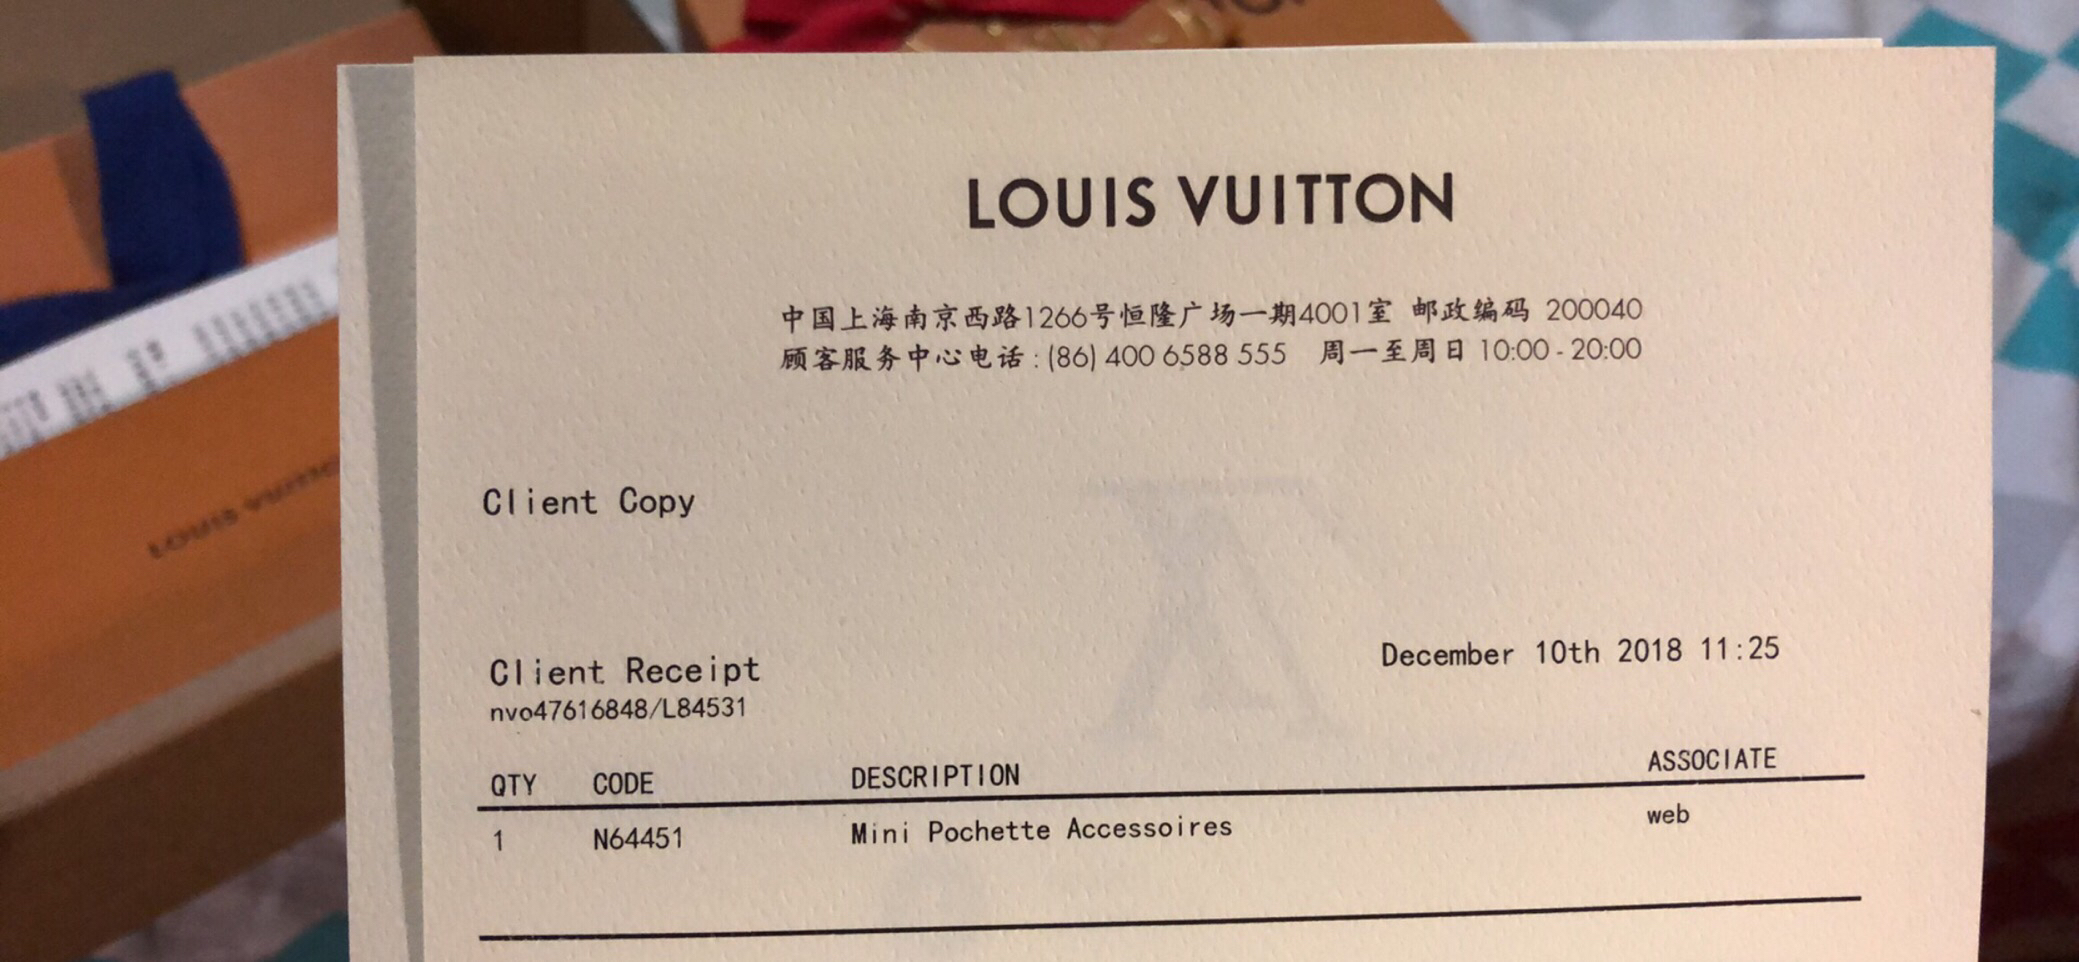 LOUIS VUITTON
中国上海南京西路1266号恒隆广场一期4001室 邮政编码 200040
顾客服务中心电话 : (86) 400 6588 555 周一至周日 10:00 - 20:00
Client Copy
Client Receipt
December 10th 2018 11:25
nvo47616848/L84531
QTY CODE DESCRIPTION ASSOCIATE
1 N64451 Mini Pochette Accessoires web
LOUIS VUITTON